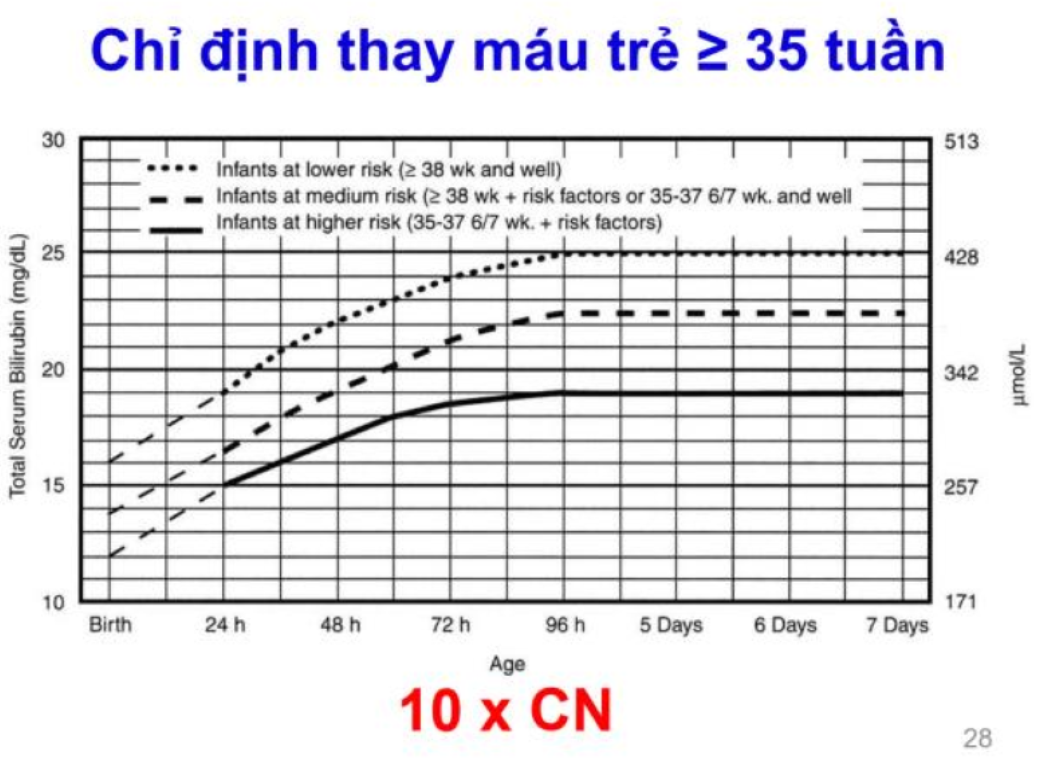 Chỉ định thay máu trẻ ≥ 35 tuần
30
513
Infants at lower risk (≥ 38 wk and well)
Infants at medium risk (≥ 38 wk + risk factors or 35-37 6/7 wk. and well
Infants at higher risk (35-37 6/7 wk. + risk factors)
25
428
Total Serum Bilirubin (mg/dL)
20
342
µmol/L
15
257
10
171
Birth 24 h 48 h 72 h 96 h 5 Days 6 Days 7 Days
Age
10 x CN
28